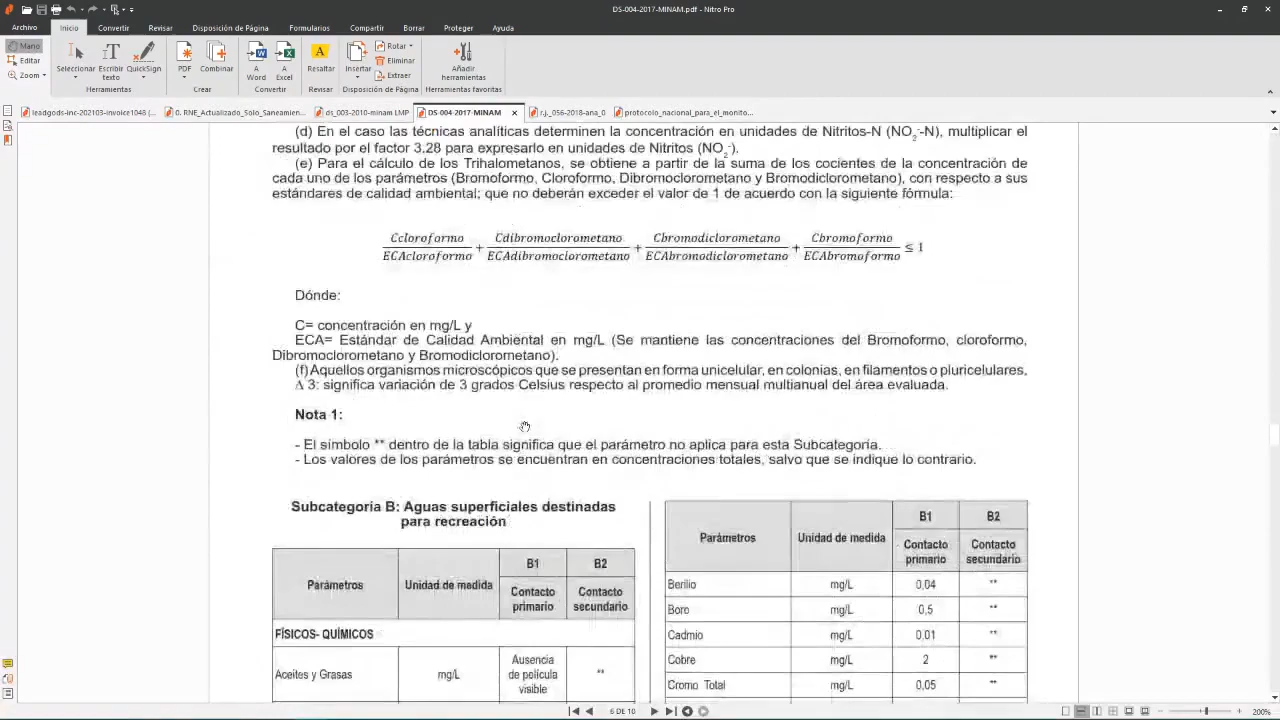 DS-004-2017-MINAM.pdf - Nitro Pro
Archivo Inicio Convertir Revisar Disposición de Página Formularios Compartir Borrar Proteger Ayuda
Mano
Editar
Zoom
Seleccionar
Escribir texto
QuickSign
Herramientas
PDF
Combinar
Crear
A Word
A Excel
Convertir
Resaltar
Revisar
Insertar
Rotar
Eliminar
Extraer
Disposición de Página
Añadir herramientas
Herramientas favoritas
leadgods-inc-202103-invoice1048 (...
0. RNE_Actualizado_Solo_Saneamien...
ds_003-2010-minam LMP
DS-004-2017-MINAM
r.j._056-2018-ana_0
protocolo_nacional_para_el_monito...
(d) En el caso las técnicas analíticas determinen la concentración en unidades de Nitritos-N (NO2--N), multiplicar el
resultado por el factor 3.28 para expresarlo en unidades de Nitritos (NO2-).
(e) Para el cálculo de los Trihalometanos, se obtiene a partir de la suma de los cocientes de la concentración de
cada uno de los parámetros (Bromoformo, Cloroformo, Dibromoclorometano y Bromodiclorometano), con respecto a sus
estándares de calidad ambiental; que no deberán exceder el valor de 1 de acuerdo con la siguiente fórmula:
Ccloroformo Cdibromoclorometano Cbromodiclorometano Cbromoformo
+ + + ≤ 1
ECAcloroformo ECAdibromoclorometano ECAbromodiclorometano ECAbromoformo
Dónde:
C= concentración en mg/L y
ECA= Estándar de Calidad Ambiental en mg/L (Se mantiene las concentraciones del Bromoformo, cloroformo,
Dibromoclorometano y Bromodiclorometano).
(f) Aquellos organismos microscópicos que se presentan en forma unicelular, en colonias, en filamentos o pluricelulares,
Δ 3: significa variación de 3 grados Celsius respecto al promedio mensual multianual del área evaluada.
Nota 1:
- El símbolo ** dentro de la tabla significa que el parámetro no aplica para esta Subcategoría.
- Los valores de los parámetros se encuentran en concentraciones totales, salvo que se indique lo contrario.
Subcategoría B: Aguas superficiales destinadas
para recreación
Parámetros Unidad de medida B1 B2
Contacto primario Contacto secundario
FÍSICOS- QUÍMICOS
Aceites y Grasas mg/L Ausencia de película visible **
Parámetros Unidad de medida B1 B2
Contacto primario Contacto secundario
Berilio mg/L 0,04 **
Boro mg/L 0,5 **
Cadmio mg/L 0,01 **
Cobre mg/L 2 **
Cromo Total mg/L 0,05 **
6 DE 10
200%